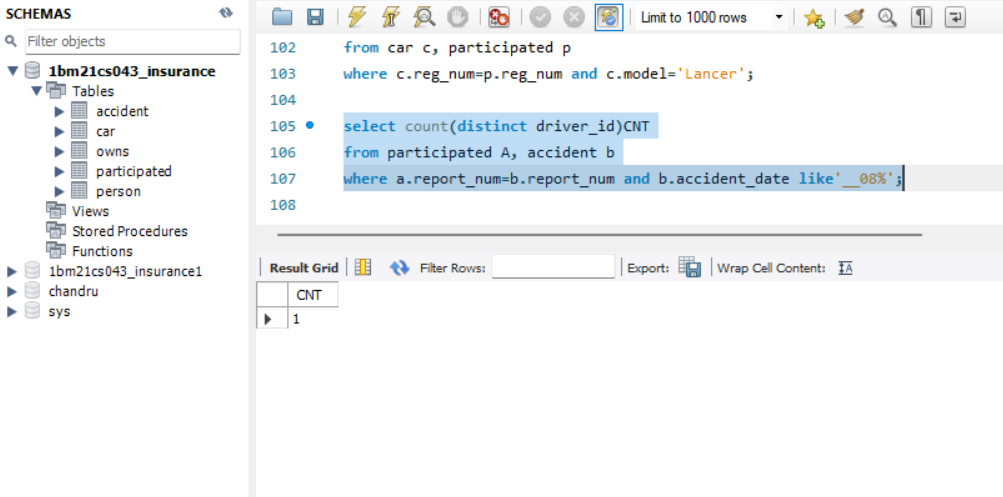 SCHEMAS
Filter objects
1bm21cs043_insurance
Tables
accident
car
owns
participated
person
Views
Stored Procedures
Functions
1bm21cs043_insurance1
chandru
sys
Limit to 1000 rows
102 from car c, participated p
103 where c.reg_num=p.reg_num and c.model='Lancer';
104
105 select count(distinct driver_id)CNT
106 from participated A, accident b
107 where a.report_num=b.report_num and b.accident_date like'__08%';
108
Result Grid Filter Rows: Export: Wrap Cell Content: IA
CNT
1